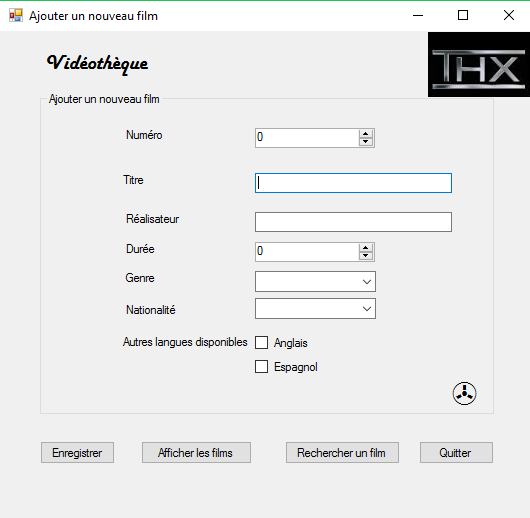 Ajouter un nouveau film
Vidéothèque
THX
Ajouter un nouveau film
Numéro 0
Titre
Réalisateur
Durée 0
Genre
Nationalité
Autres langues disponibles Anglais
Espagnol
Enregistrer Afficher les films Rechercher un film Quitter